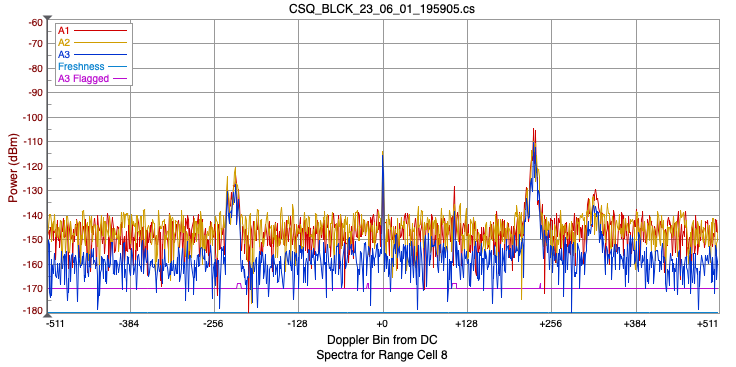 CSQ_BLCK_23_06_01_195905.cs
-60
-70
-80
-90
-100
-110
-120
-130
-140
-150
-160
-170
-180
Power (dBm)
A1
A2
A3
Freshness
A3 Flagged
-511 -384 -256 -128 +0 +128 +256 +384 +511
Doppler Bin from DC
Spectra for Range Cell 8